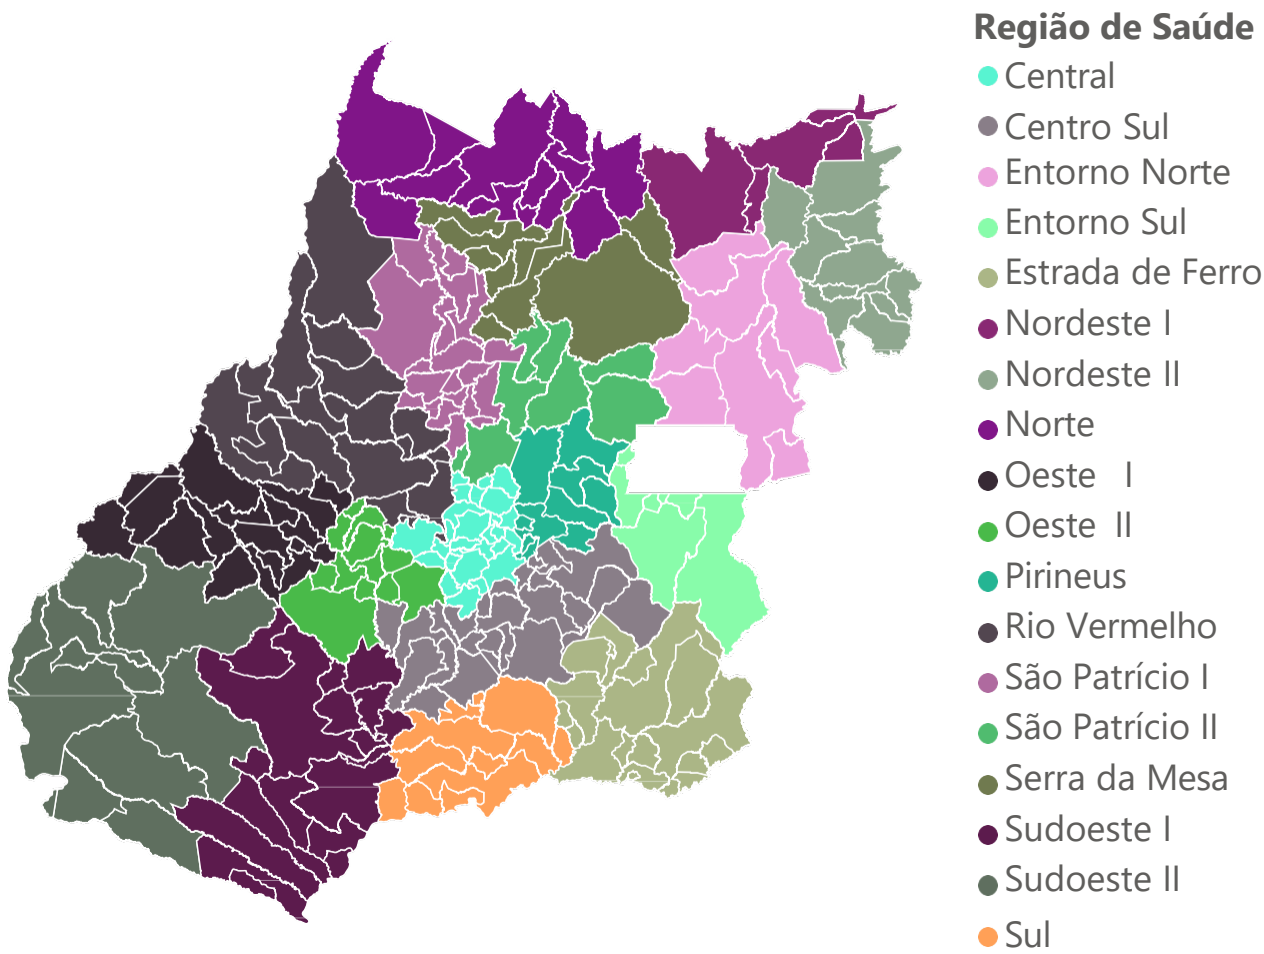 Região de Saúde
Central
Centro Sul
Entorno Norte
Entorno Sul
Estrada de Ferro
Nordeste I
Nordeste II
Norte
Oeste I
Oeste II
Pirineus
Rio Vermelho
São Patrício I
São Patrício II
Serra da Mesa
Sudoeste I
Sudoeste II
Sul